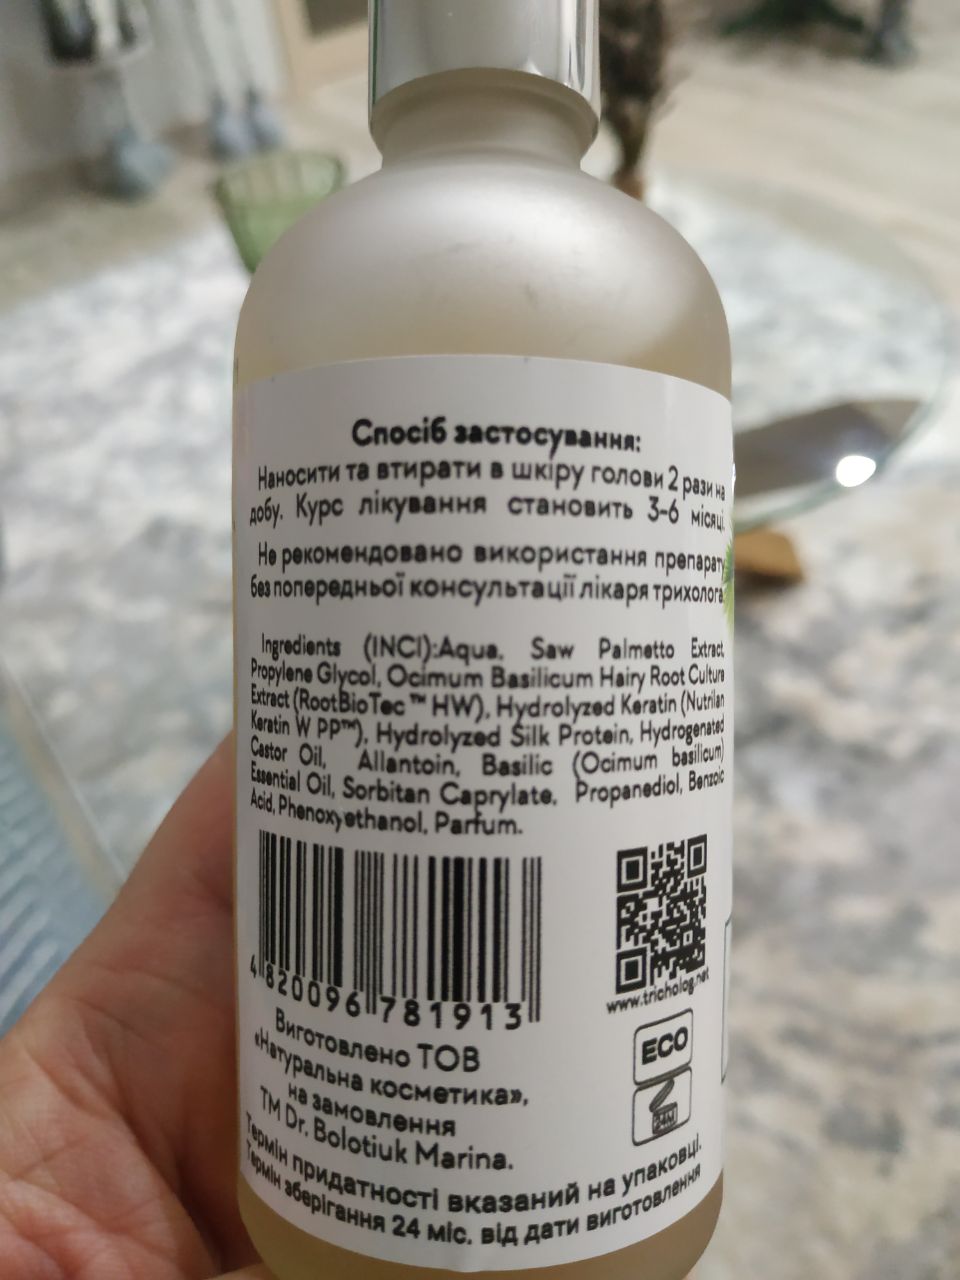 Спосіб застосування:
Наносити та втирати в шкіру голови 2 рази на
добу. Курс лікування становить 3-6 місяці.
Не рекомендовано використання препарату
без попередньої консультації лікаря трихолога.
Ingredients (INCI):Aqua, Saw Palmetto Extract,
Propylene Glycol, Ocimum Basilicum Hairy Root Culture
Extract (RootBioTec™ HW), Hydrolyzed Keratin (Nutrilan
Keratin W PP™), Hydrolyzed Silk Protein, Hydrogenated
Castor Oil, Allantoin, Basilic (Ocimum basilicum)
Essential Oil, Sorbitan Caprylate, Propanediol, Benzoic
Acid, Phenoxyethanol, Parfum.
4 820096 781913
www.tricholog.net
ECO
24M
Виготовлено ТОВ
«Натуральна косметика»,
на замовлення
TM Dr. Bolotiuk Marina.
Термін придатності вказаний на упаковці.
Термін зберігання 24 міс. від дати виготовлення